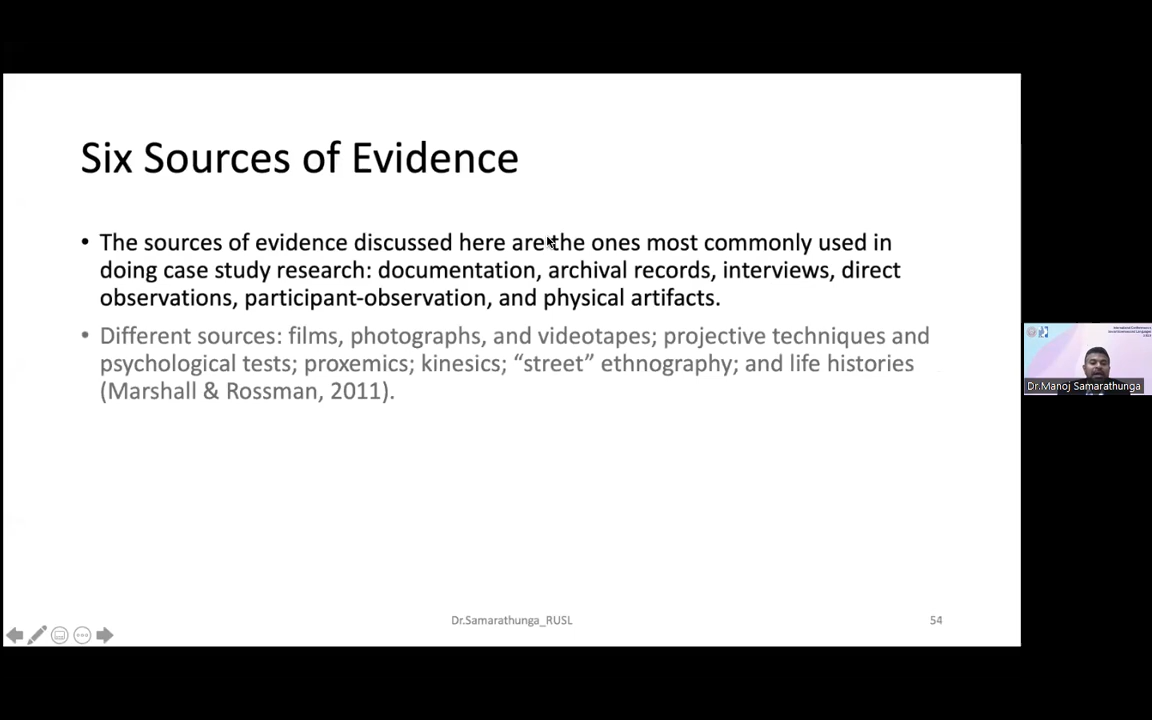 Six Sources of Evidence
• The sources of evidence discussed here are the ones most commonly used in
doing case study research: documentation, archival records, interviews, direct
observations, participant-observation, and physical artifacts.
• Different sources: films, photographs, and videotapes; projective techniques and
psychological tests; proxemics; kinesics; “street” ethnography; and life histories
(Marshall & Rossman, 2011).
Dr.Manoj Samarathunga
Dr.Samarathunga_RUSL
54